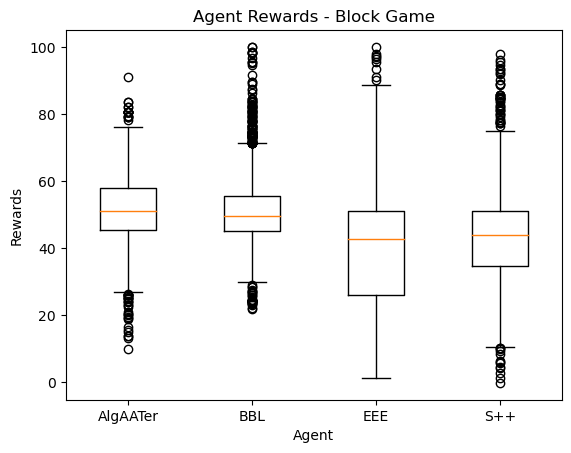 Agent Rewards - Block Game
100
80
60
40
20
0
Rewards
AlgAATer BBL EEE S++
Agent